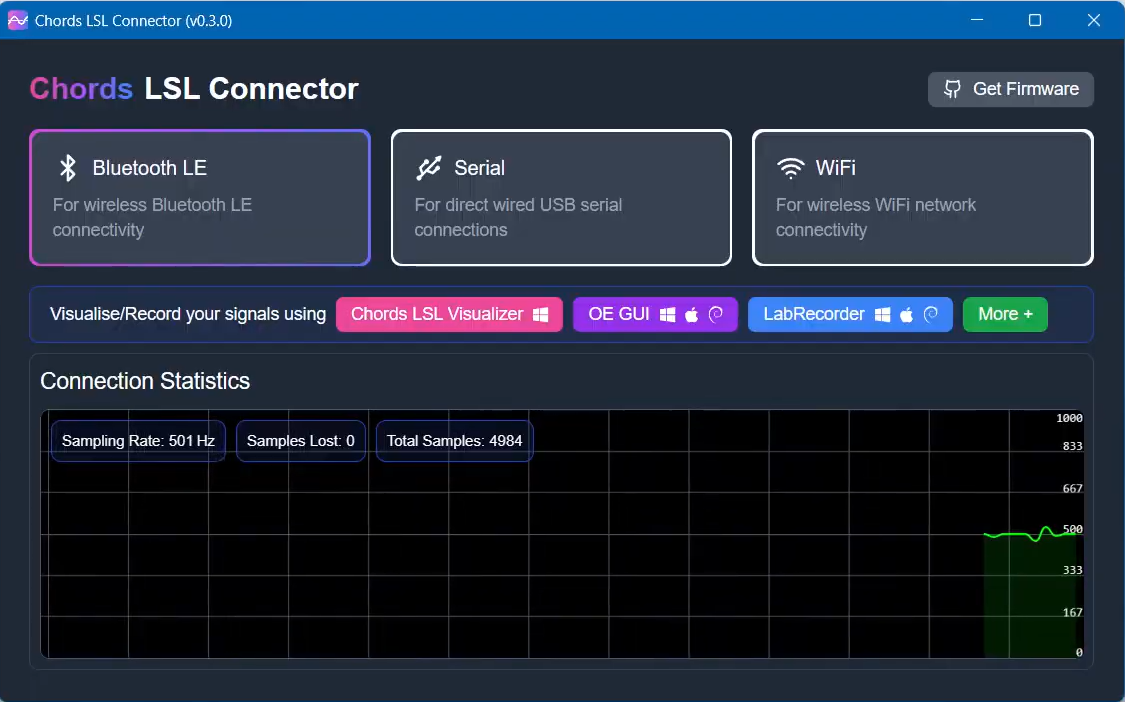 Chords LSL Connector (v0.3.0)
Chords LSL Connector
Get Firmware
Bluetooth LE
For wireless Bluetooth LE
connectivity
Serial
For direct wired USB serial
connections
WiFi
For wireless WiFi network
connectivity
Visualise/Record your signals using
Chords LSL Visualizer
OE GUI
LabRecorder
More +
Connection Statistics
Sampling Rate: 501 Hz
Samples Lost: 0
Total Samples: 4984
1000
833
667
500
333
167
0